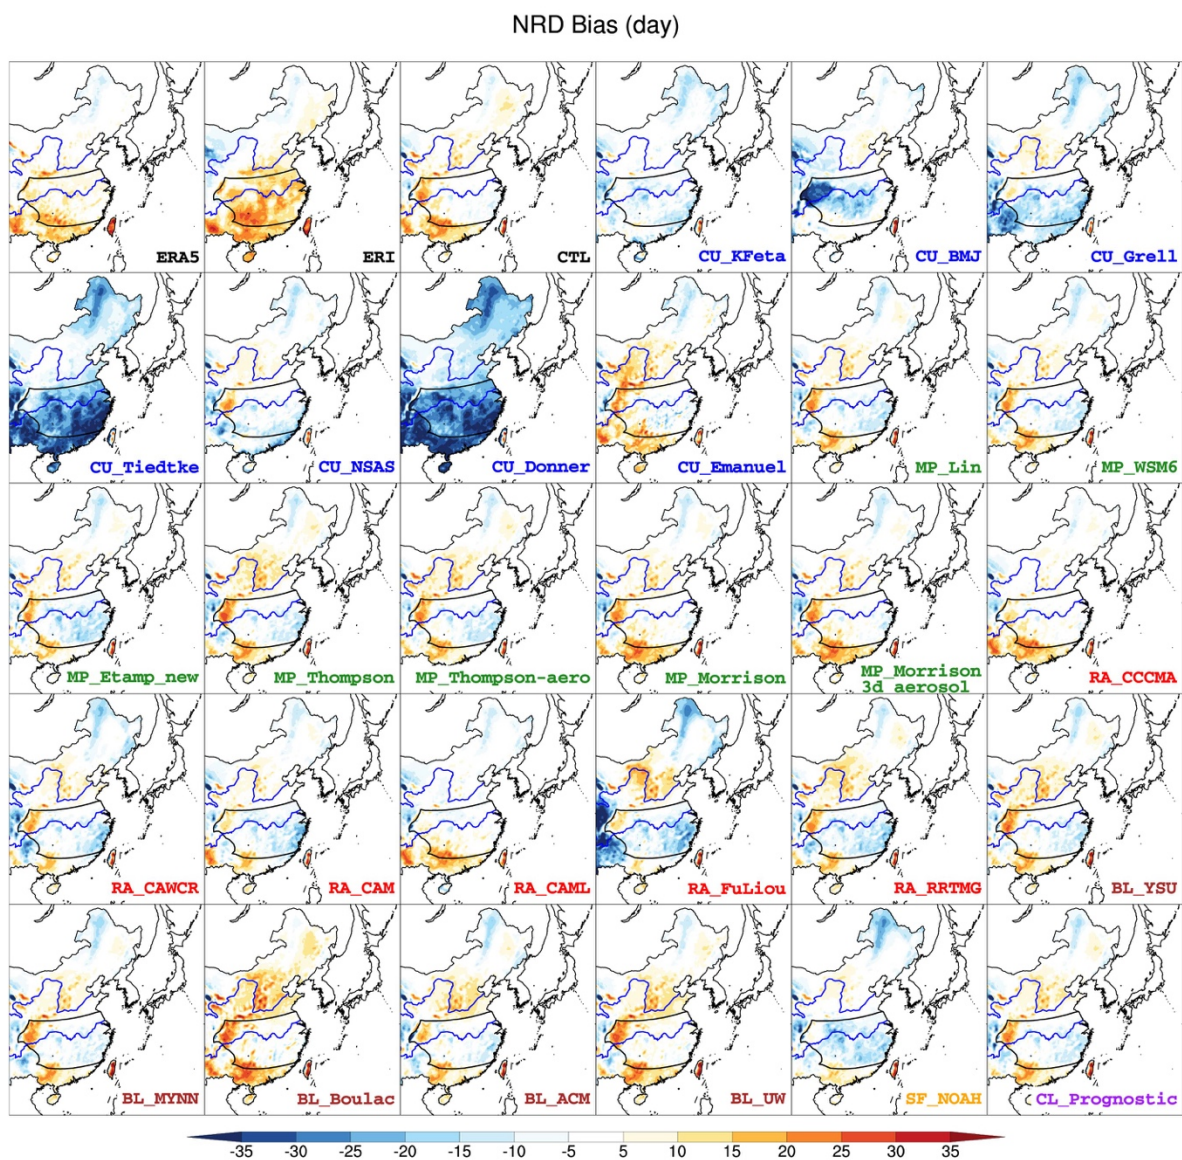 NRD Bias (day)
ERA5
ERI
CTL
CU_KFeta
CU_BMJ
CU_Grell
CU_Tiedtke
CU_NSAS
CU_Donner
CU_Emanuel
MP_Lin
MP_WSM6
MP_Etamp_new
MP_Thompson
MP_Thompson-aero
MP_Morrison
MP_Morrison
3d aerosol
RA_CCCMA
RA_CAWCR
RA_CAM
RA_CAML
RA_FuLiou
RA_RRTMG
BL_YSU
BL_MYNN
BL_Boulac
BL_ACM
BL_UW
SF_NOAH
CL_Prognostic
-35 -30 -25 -20 -15 -10 -5 5 10 15 20 25 30 35